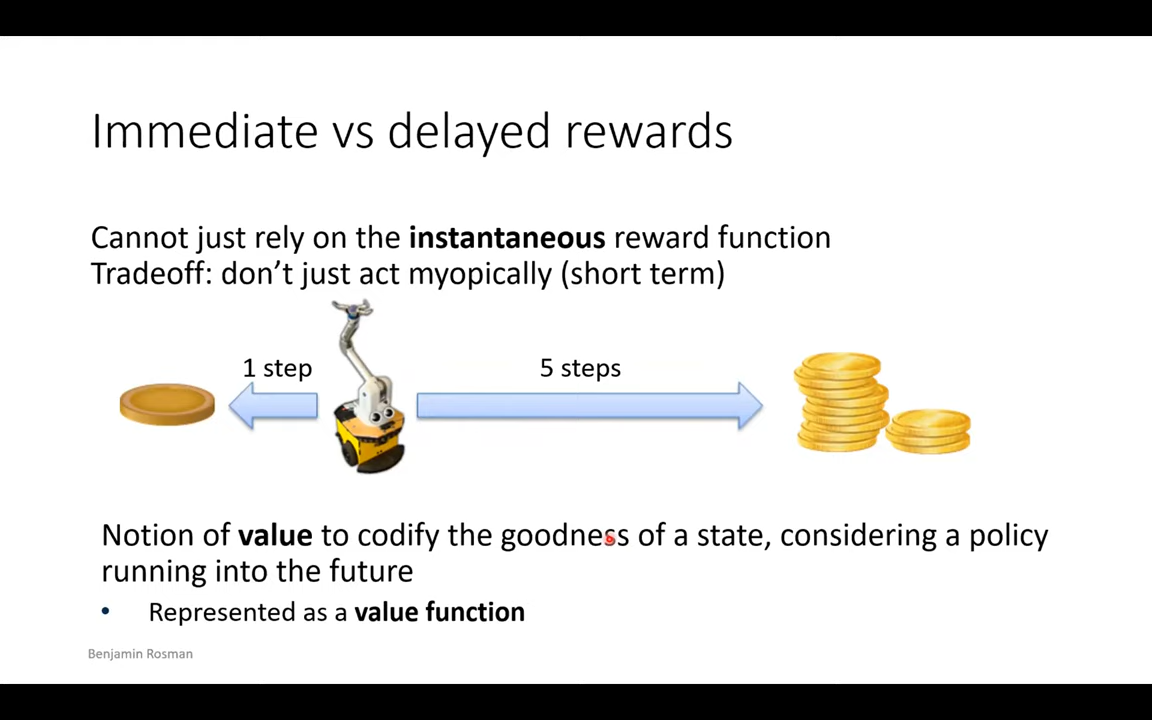 Immediate vs delayed rewards
Cannot just rely on the instantaneous reward function
Tradeoff: don’t just act myopically (short term)
1 step
5 steps
Notion of value to codify the goodness of a state, considering a policy
running into the future
• Represented as a value function
Benjamin Rosman